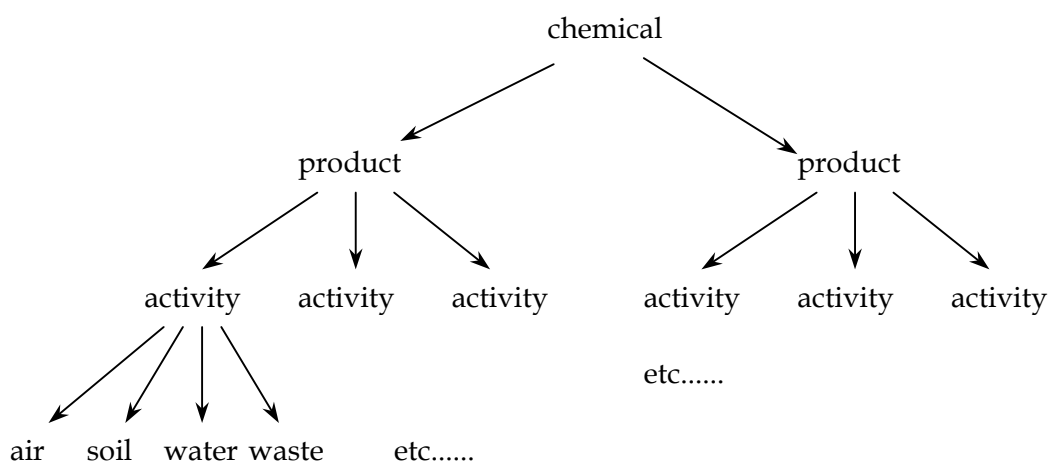 chemical
product product
activity activity activity activity activity activity
etc......
air soil water waste etc......